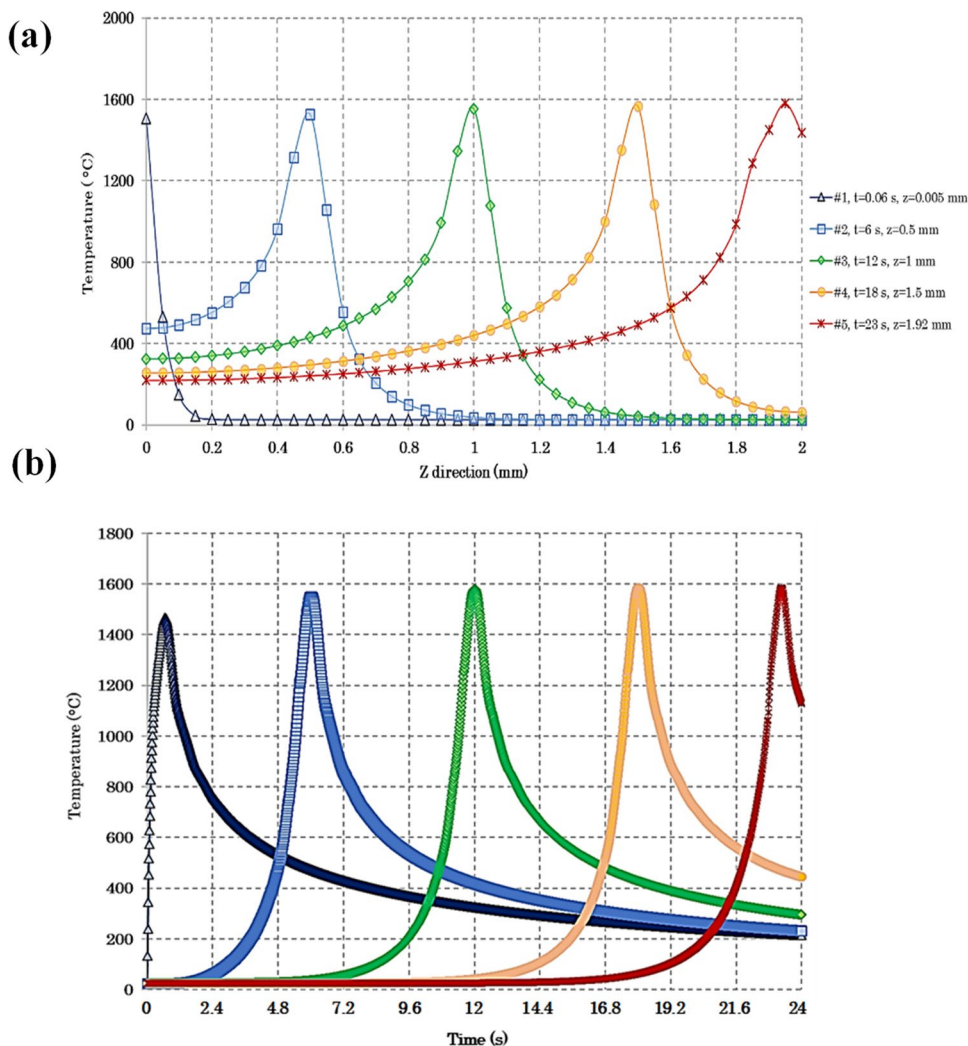 (a)
2000
1600
1200
800
400
0
Temperature ( °C)
0 0.2 0.4 0.6 0.8 1 1.2 1.4 1.6 1.8 2
Z direction (mm)
#1, t=0.06 s, z=0.005 mm
#2, t=6 s, z=0.5 mm
#3, t=12 s, z=1 mm
#4, t=18 s, z=1.5 mm
#5, t=23 s, z=1.92 mm
(b)
1800
1600
1400
1200
1000
800
600
400
200
0
Temperature (°C)
0 2.4 4.8 7.2 9.6 12 14.4 16.8 19.2 21.6 24
Time (s)